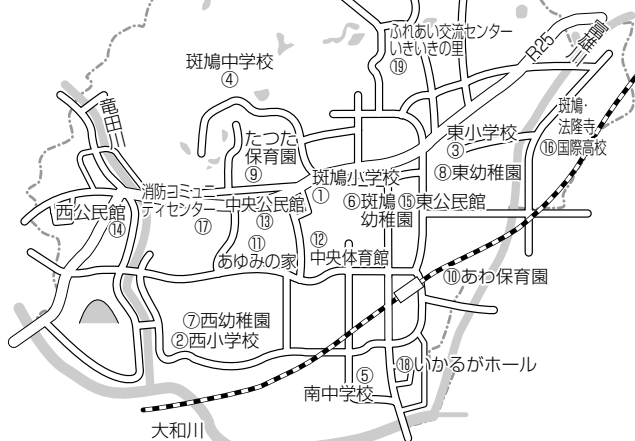 ふれあい交流センター
いきいきの里
⑲
R25
富雄川
斑鳩中学校
④
竜田川
斑鳩・
法隆寺
⑯国際高校
東小学校
③
たつた
保育園
⑨
⑧東幼稚園
斑鳩小学校
①
消防コミュニ
ティセンター
⑰
中央公民館
⑬
⑥斑鳩
幼稚園
⑮東公民館
西公民館
⑭
⑪
あゆみの家
⑫
中央体育館
⑩あわ保育園
⑦西幼稚園
②西小学校
⑤
南中学校
⑱いかるがホール
大和川